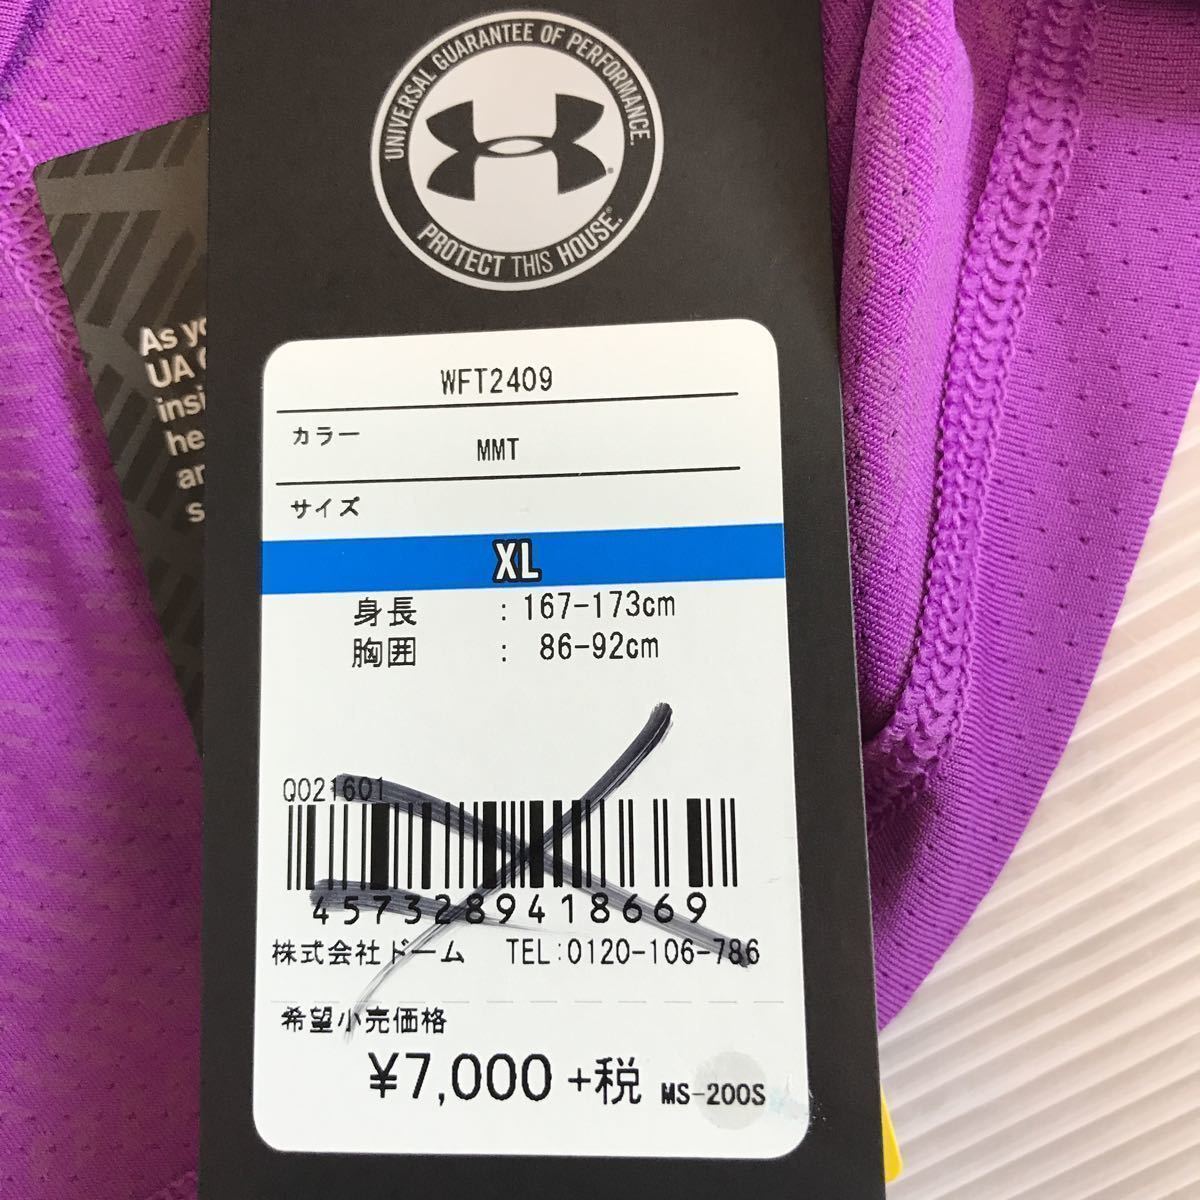 UNIVERSAL GUARANTEE OF PERFORMANCE.
PROTECT THIS HOUSE.®
As yo
UA
insi
he
ar
s
WFT2409
カラー
MMT
サイズ
XL
身長 : 167-173cm
胸囲 : 86-92cm
Q021601
4573289418669
株式会社ドーム TEL:0120-106-786
希望小売価格
¥7,000 +税 MS-200S